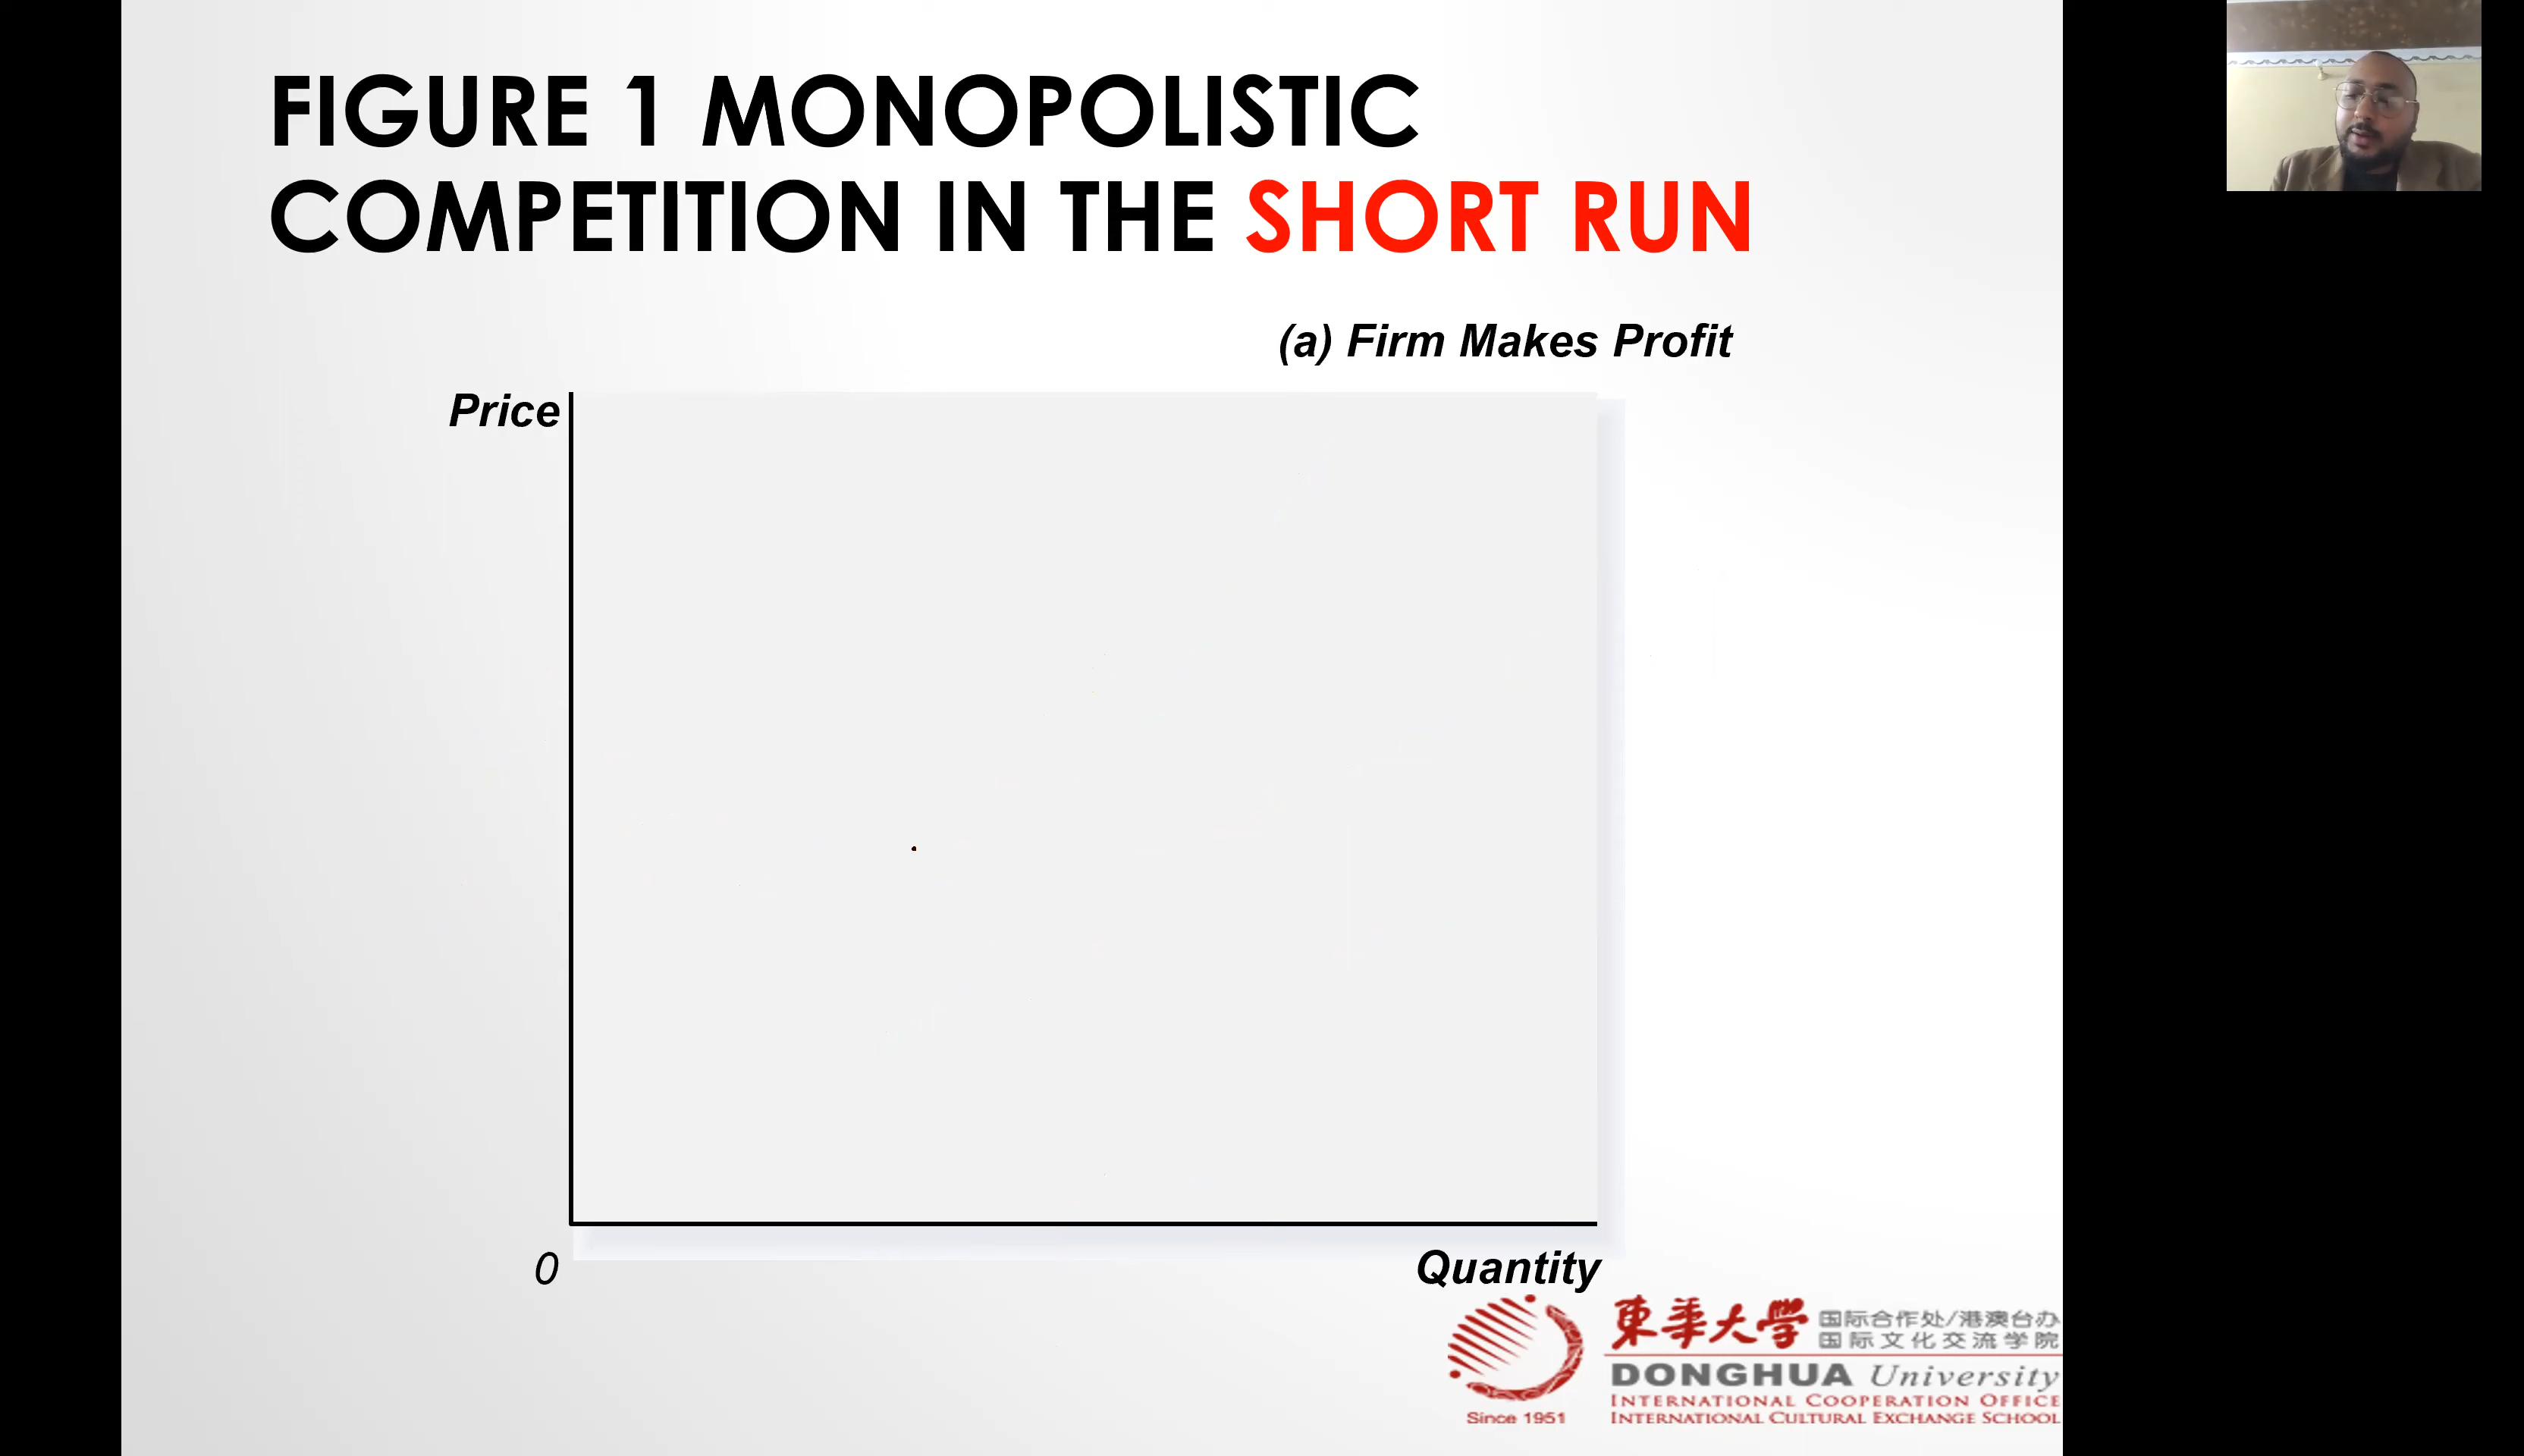 FIGURE 1 MONOPOLISTIC
COMPETITION IN THE SHORT RUN
(a) Firm Makes Profit
Price
0
Quantity
東華大學
国际合作处/港澳台办
国际文化交流学院
DONGHUA University
INTERNATIONAL COOPERATION OFFICE
INTERNATIONAL CULTURAL EXCHANGE SCHOOL
Since 1951